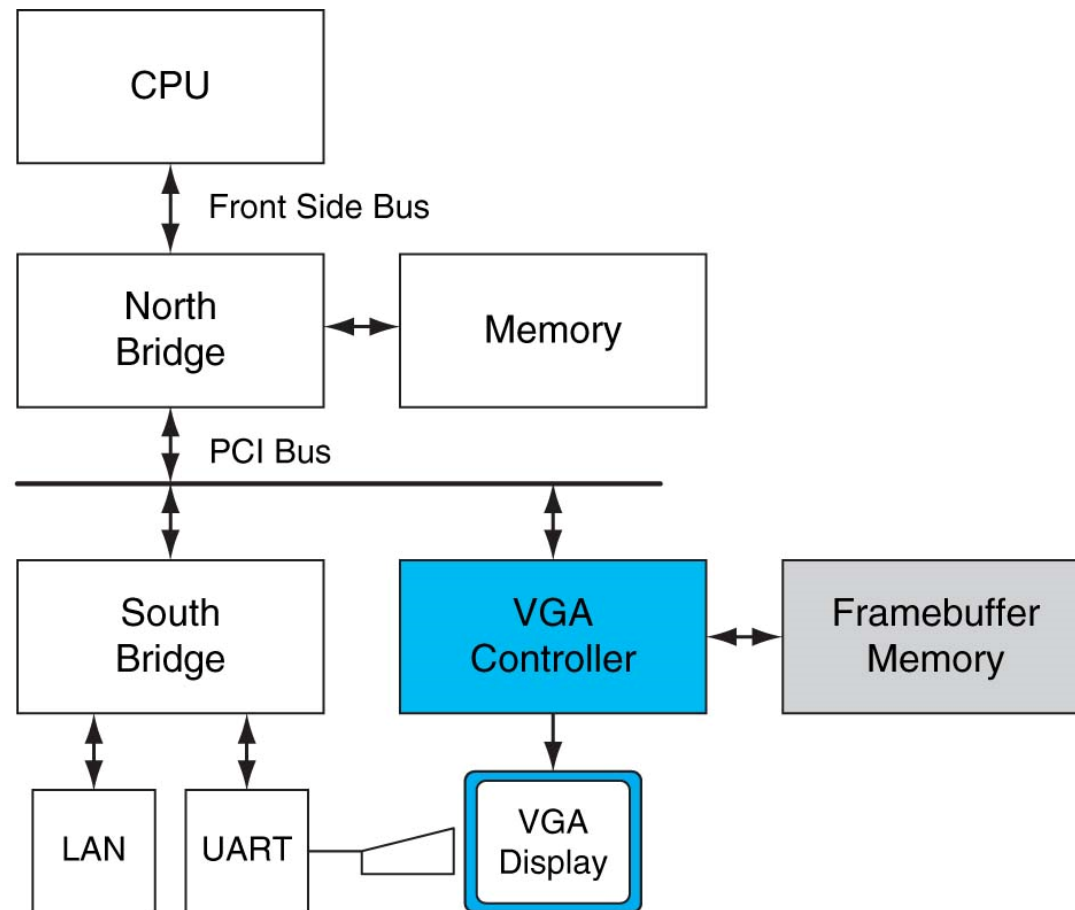 CPU
Front Side Bus
North
Bridge
Memory
PCI Bus
South
Bridge
VGA
Controller
Framebuffer
Memory
LAN
UART
VGA
Display